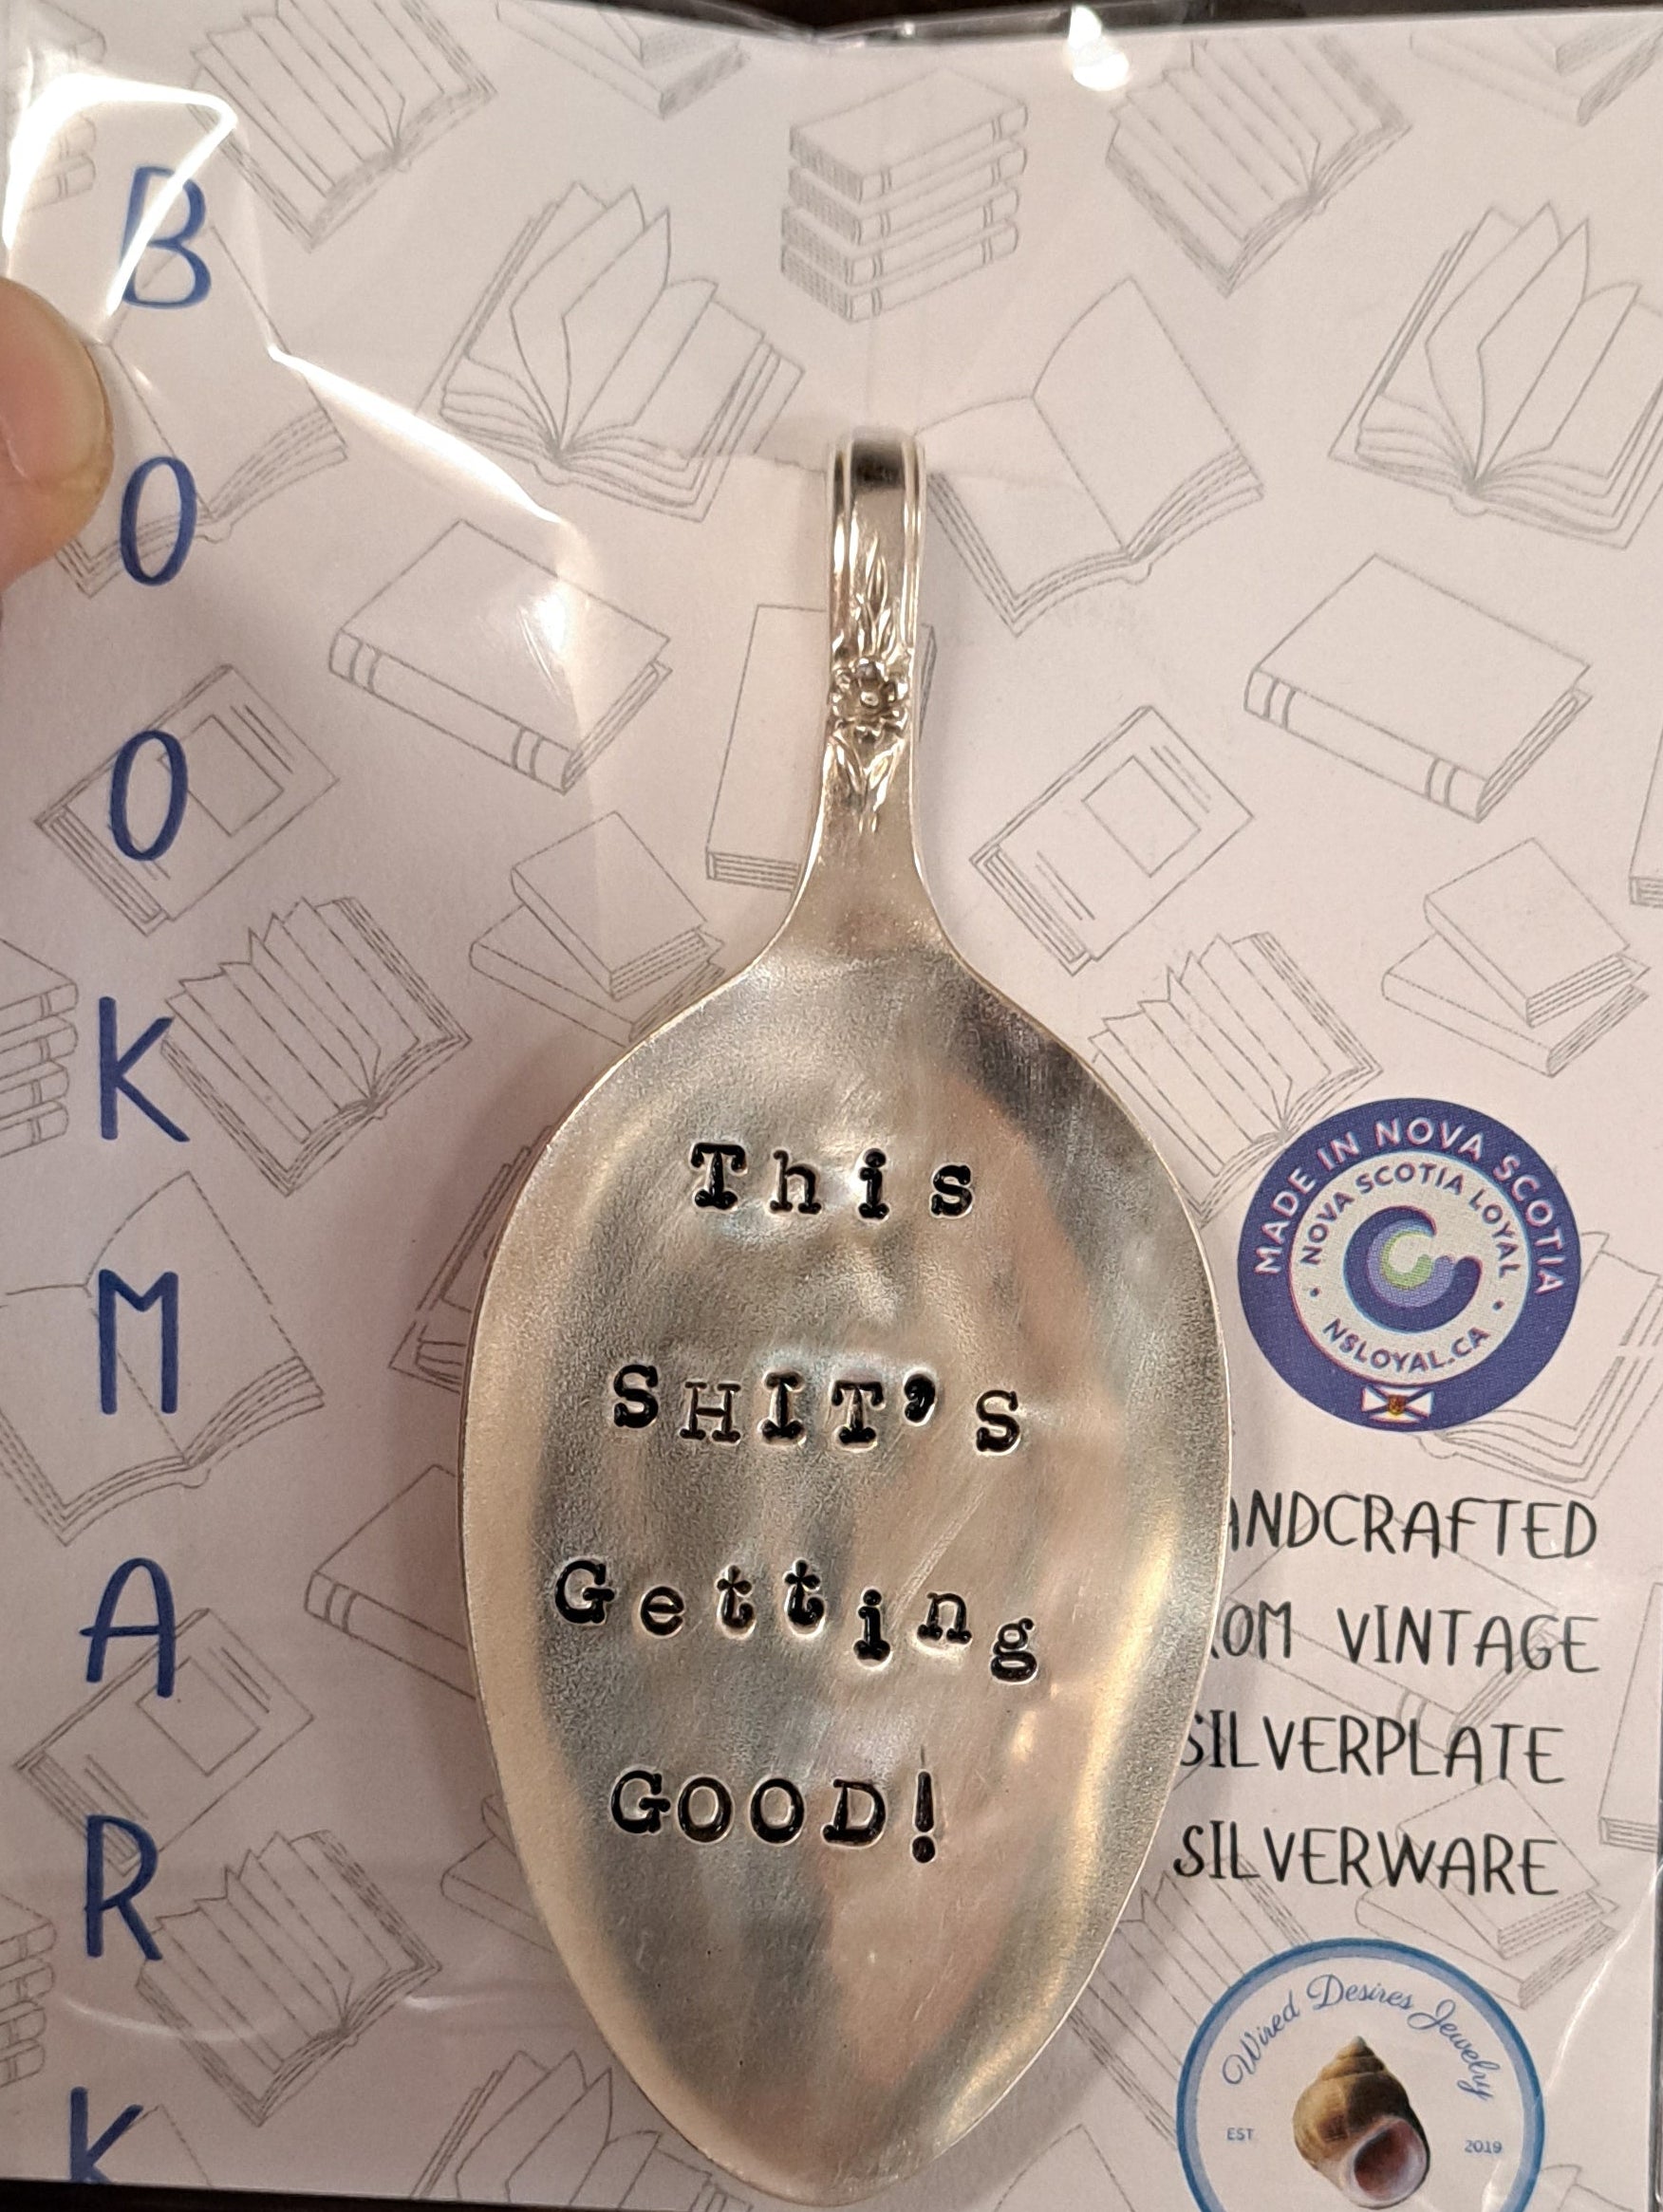 BOOKMARK
This
SHIT'S
Getting
GOOD!
MADE IN NOVA SCOTIA
NOVA SCOTIA LOYAL
NSLOYAL.CA
ANDCRAFTED
OM VINTAGE
SILVERPLATE
SILVERWARE
Wired Desires Jewelry
EST 2019